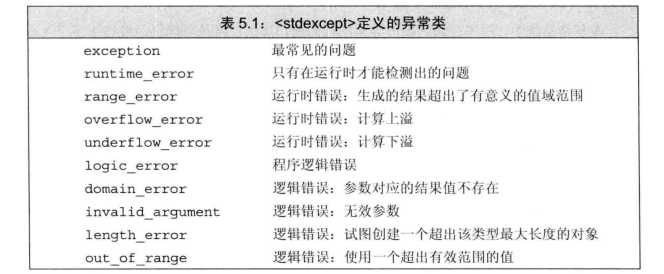 表 5.1：<stdexcept>定义的异常类
exception 最常见的问题
runtime_error 只有在运行时才能检测出的问题
range_error 运行时错误：生成的结果超出了有意义的值域范围
overflow_error 运行时错误：计算上溢
underflow_error 运行时错误：计算下溢
logic_error 程序逻辑错误
domain_error 逻辑错误：参数对应的结果值不存在
invalid_argument 逻辑错误：无效参数
length_error 逻辑错误：试图创建一个超出该类型最大长度的对象
out_of_range 逻辑错误：使用一个超出有效范围的值